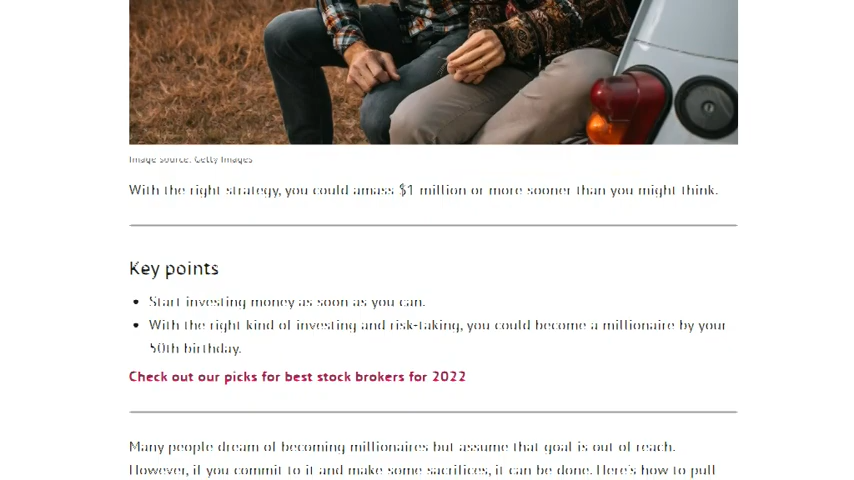 Image source: Getty Images
With the right strategy, you could amass $1 million or more sooner than you might think.
Key points
Start investing money as soon as you can.
With the right kind of investing and risk-taking, you could become a millionaire by your
50th birthday.
Check out our picks for best stock brokers for 2022
Many people dream of becoming millionaires but assume that goal is out of reach.
However, if you commit to it and make some sacrifices, it can be done. Here's how to pull